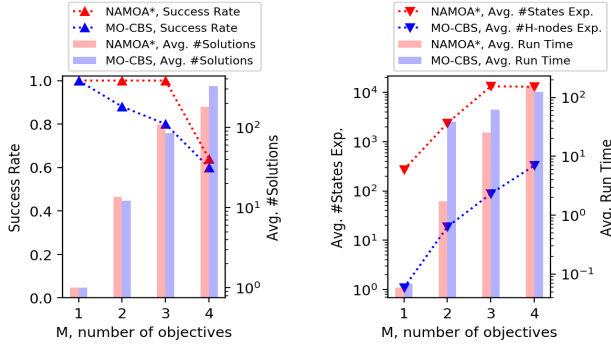 NAMOA*, Success Rate
MO-CBS, Success Rate
NAMOA*, Avg. #Solutions
MO-CBS, Avg. #Solutions
1.0
0.8
0.6
0.4
0.2
0.0
Success Rate
10²
10¹
10⁰
Avg. #Solutions
1 2 3 4
M, number of objectives
NAMOA*, Avg. #States Exp.
MO-CBS, Avg. #H-nodes Exp.
NAMOA*, Avg. Run Time
MO-CBS, Avg. Run Time
10⁴
10³
10²
10¹
10⁰
Avg. #States Exp.
10²
10¹
10⁰
10⁻¹
Avg. Run Time
1 2 3 4
M, number of objectives